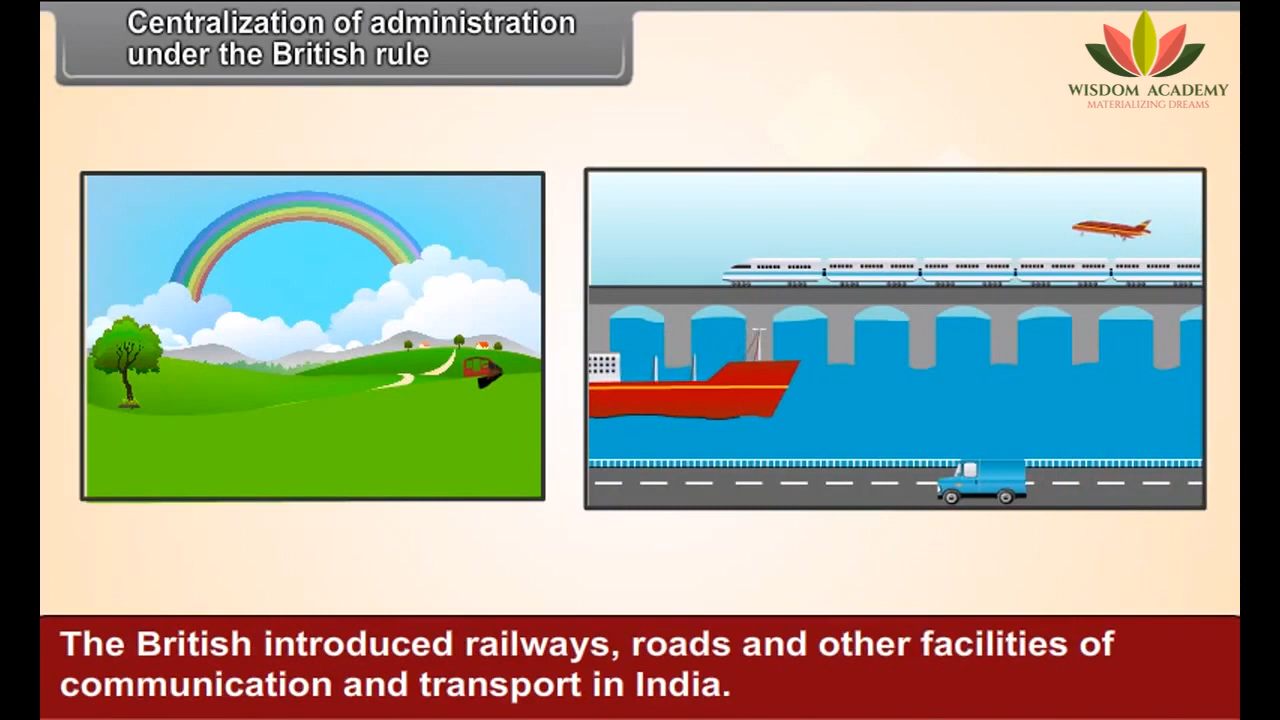 Centralization of administration
under the British rule
WISDOM ACADEMY
MATERIALIZING DREAMS
The British introduced railways, roads and other facilities of
communication and transport in India.